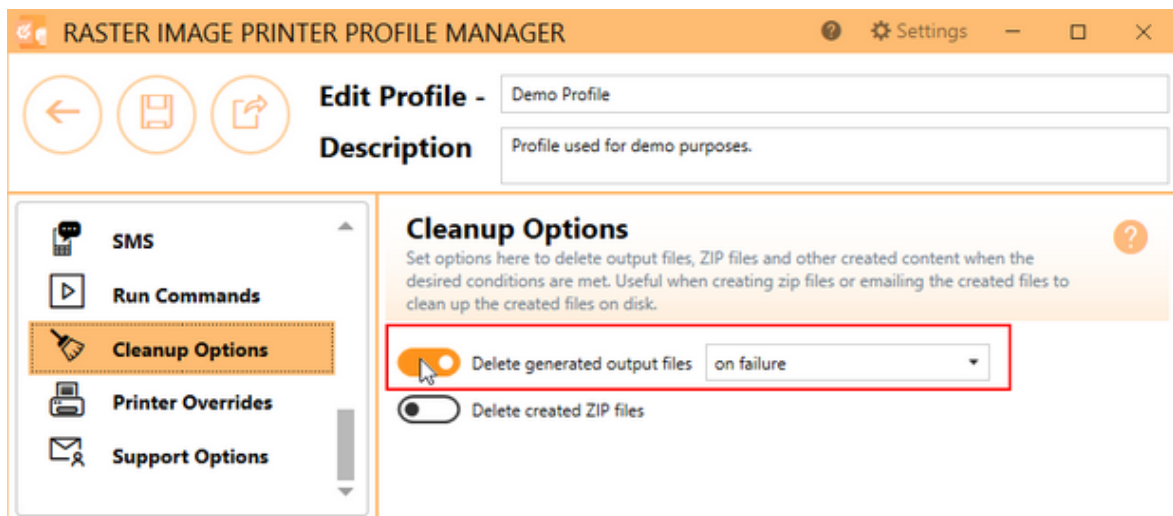 RASTER IMAGE PRINTER PROFILE MANAGER
? Settings
Edit Profile - Demo Profile
Description Profile used for demo purposes.
SMS
Run Commands
Cleanup Options
Printer Overrides
Support Options
Cleanup Options
?
Set options here to delete output files, ZIP files and other created content when the
desired conditions are met. Useful when creating zip files or emailing the created files to
clean up the created files on disk.
Delete generated output files on failure
Delete created ZIP files